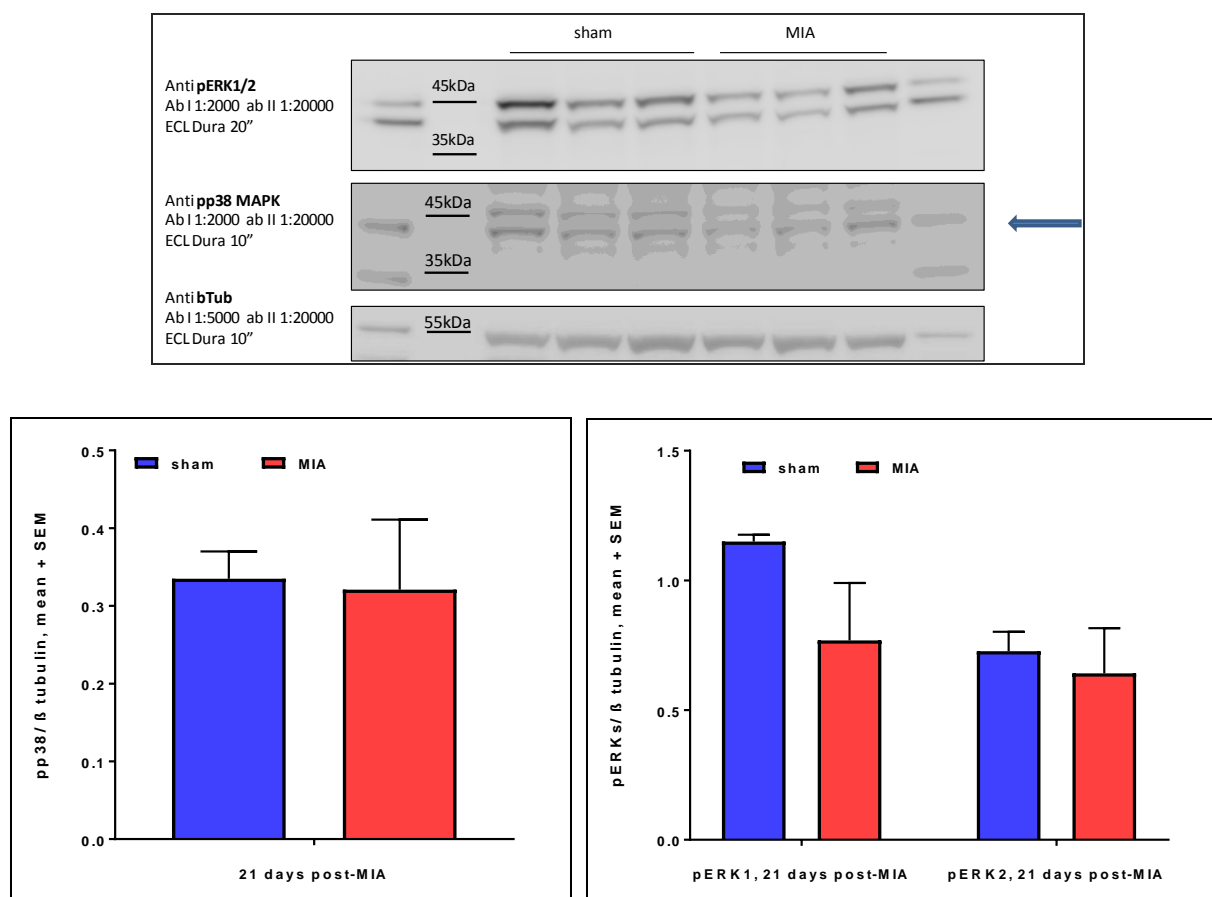 sham MIA
Anti pERK1/2
Ab I 1:2000 ab II 1:20000
ECL Dura 20”
45kDa
35kDa
Anti pp38 MAPK
Ab I 1:2000 ab II 1:20000
ECL Dura 10”
45kDa
35kDa
Anti bTub
Ab I 1:5000 ab II 1:20000
ECL Dura 10”
55kDa
pp38/ ß tubulin, mean + SEM
sham MIA
0.5
0.4
0.3
0.2
0.1
0.0
21 days post-MIA
pERKs/ ß tubulin, mean + SEM
sham MIA
1.5
1.0
0.5
0.0
pERK1, 21 days post-MIA pERK2, 21 days post-MIA